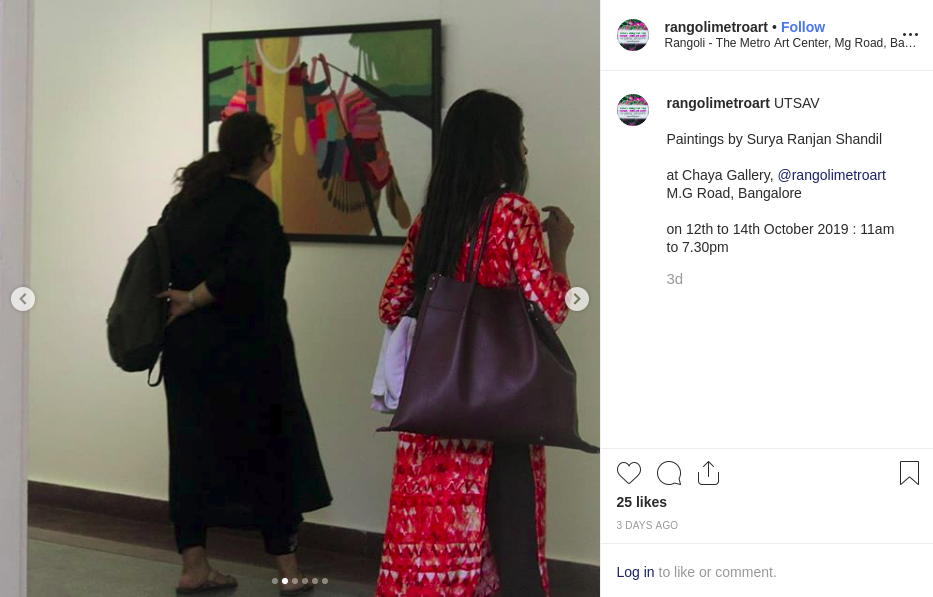 rangolimetroart • Follow
Rangoli - The Metro Art Center, Mg Road, Ba...
rangolimetroart UTSAV
Paintings by Surya Ranjan Shandil
at Chaya Gallery, @rangolimetroart
M.G Road, Bangalore
on 12th to 14th October 2019 : 11am
to 7.30pm
3d
25 likes
3 DAYS AGO
Log in to like or comment.